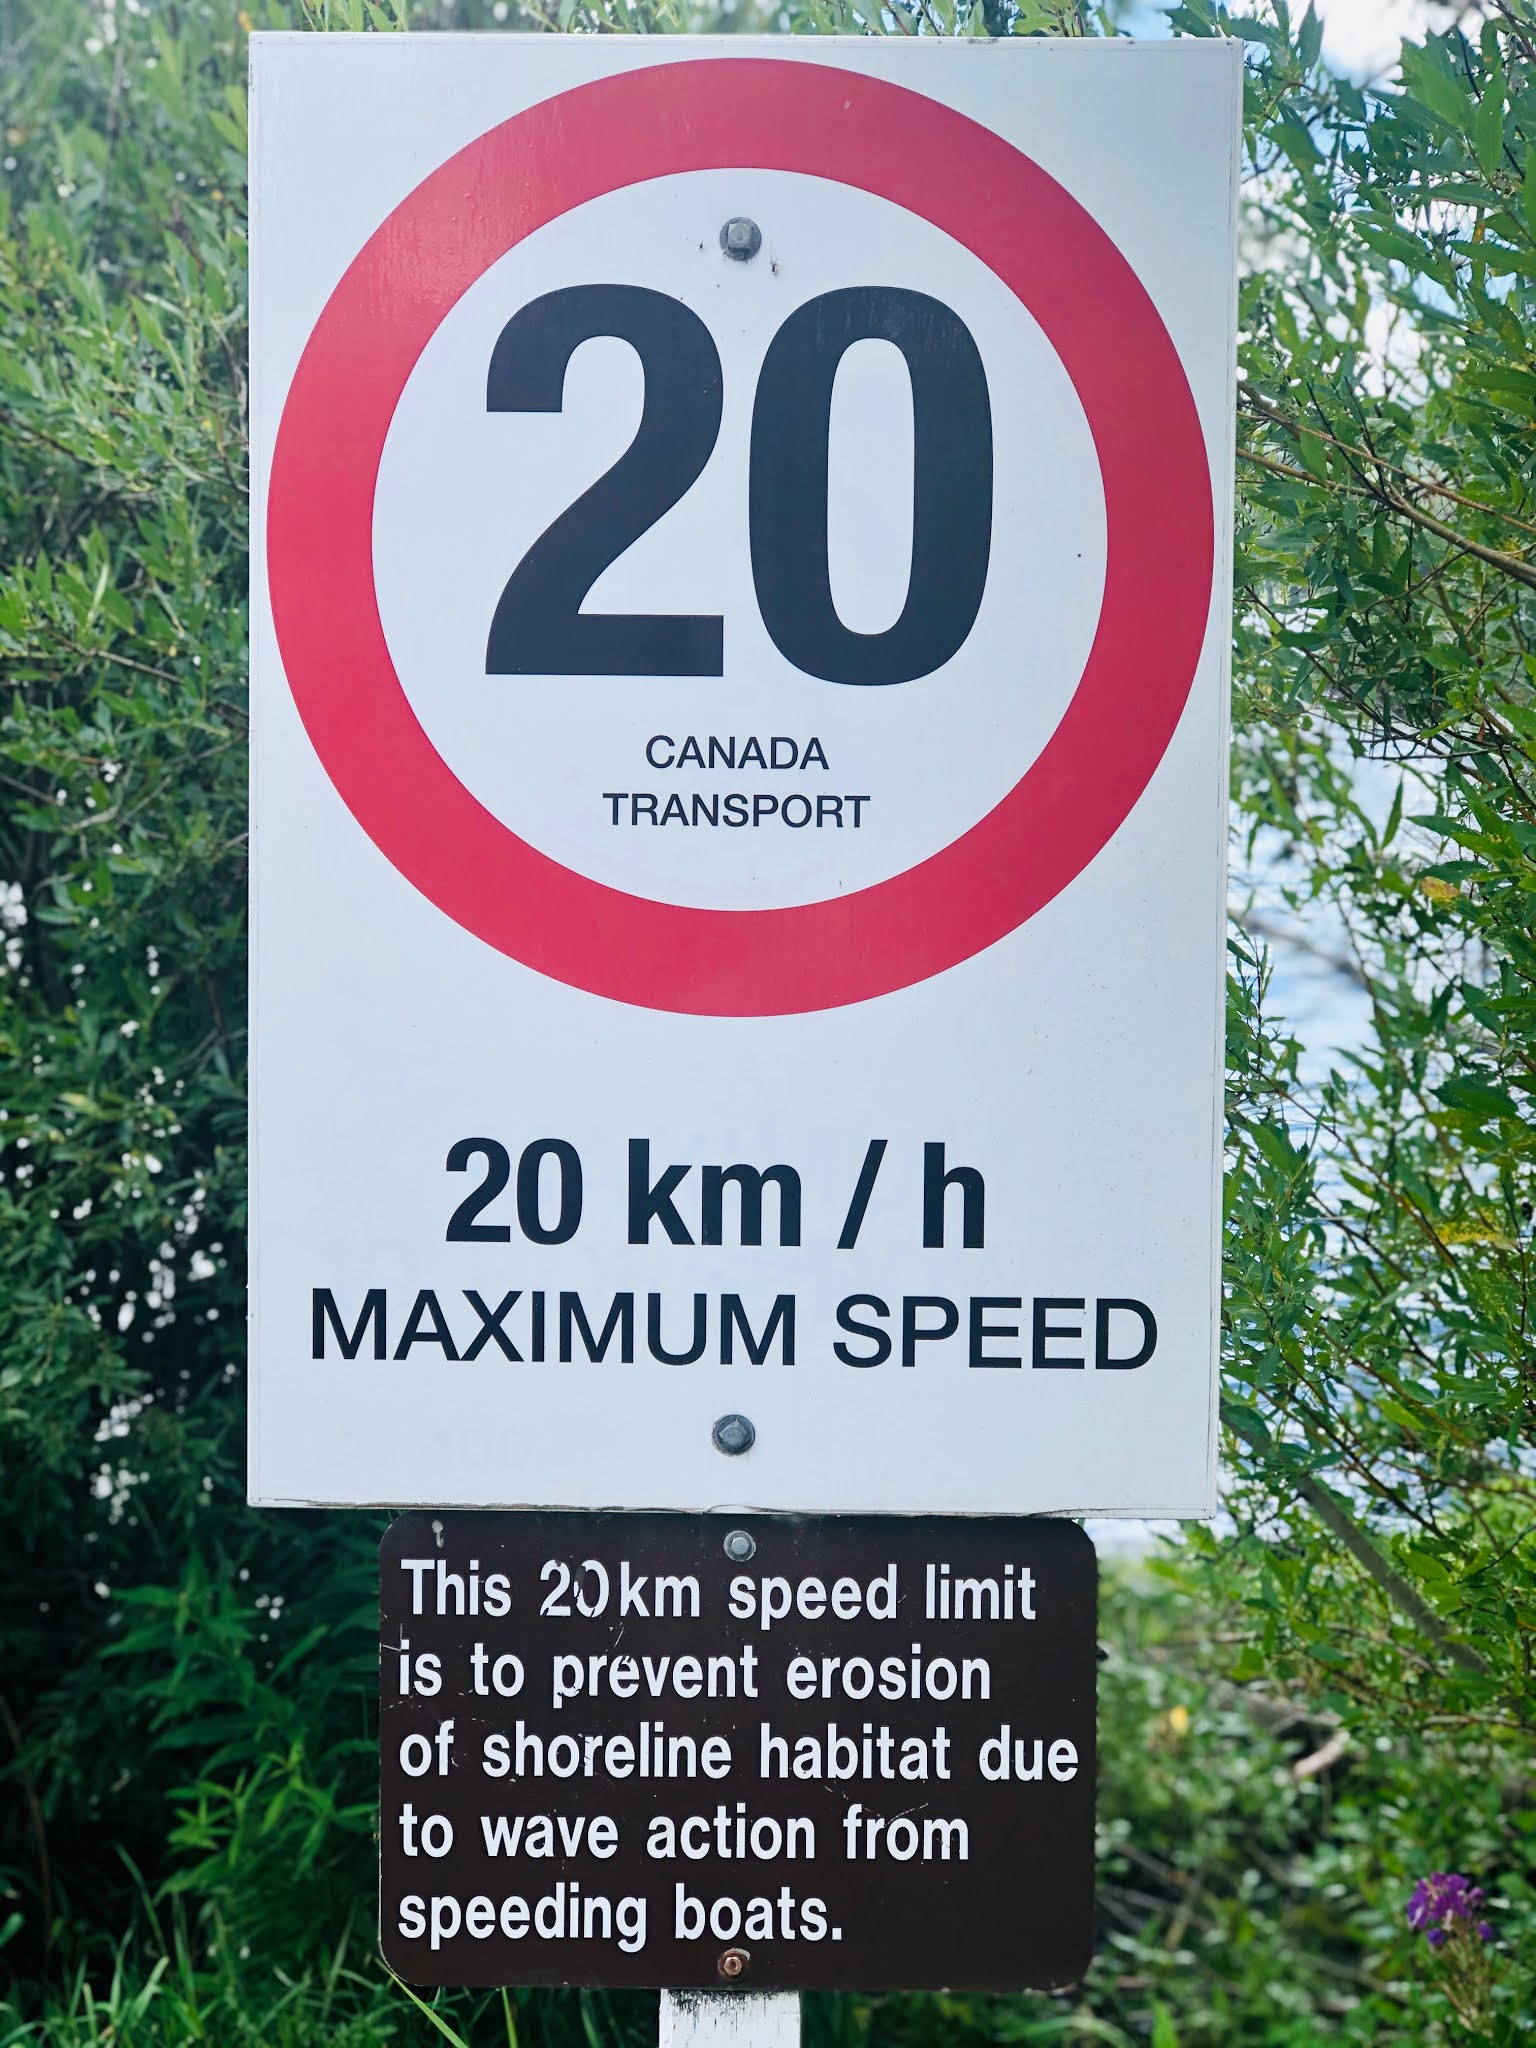 20
CANADA
TRANSPORT
20 km / h
MAXIMUM SPEED
This 20km speed limit
is to prevent erosion
of shoreline habitat due
to wave action from
speeding boats.